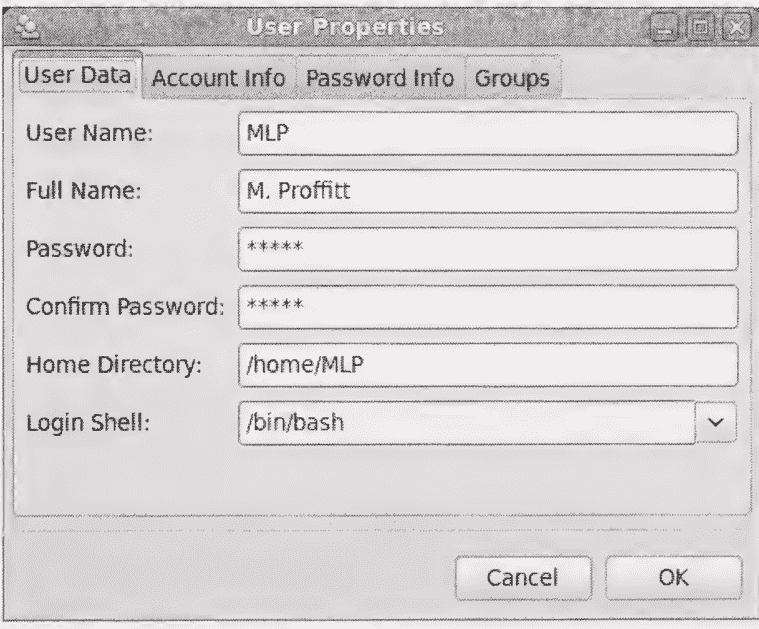 User Properties
User Data Account Info Password Info Groups
User Name: MLP
Full Name: M. Proffitt
Password: *****
Confirm Password: *****
Home Directory: /home/MLP
Login Shell: /bin/bash
Cancel OK